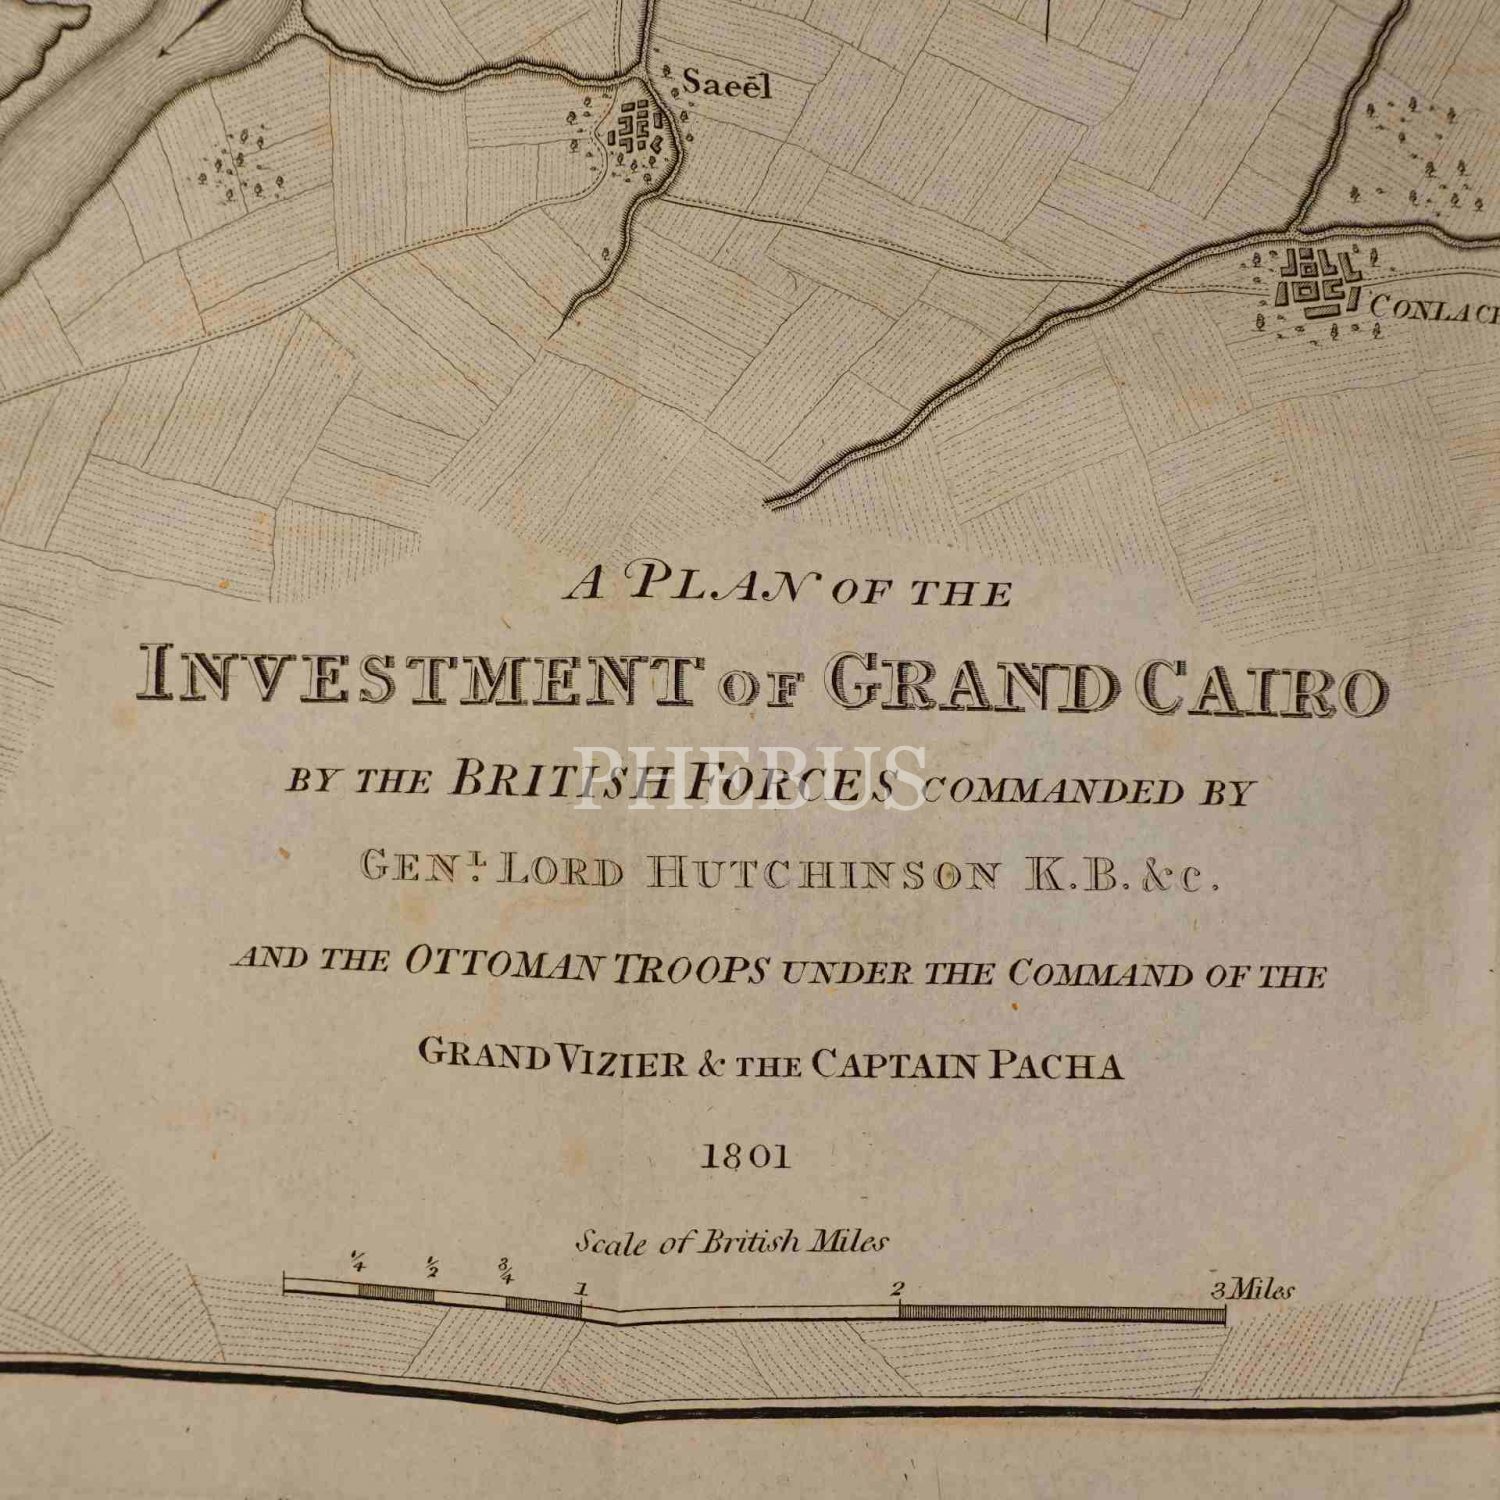 Saeēl
A PLAN OF THE
INVESTMENT OF GRAND CAIRO
BY THE BRITISH FORCES COMMANDED BY
GENL. LORD HUTCHINSON K.B. &c.
AND THE OTTOMAN TROOPS UNDER THE COMMAND OF THE
GRAND VIZIER & THE CAPTAIN PACHA
1801
Scale of British Miles
1/4 1/2 3/4 1 2 3 Miles
PHEBUS